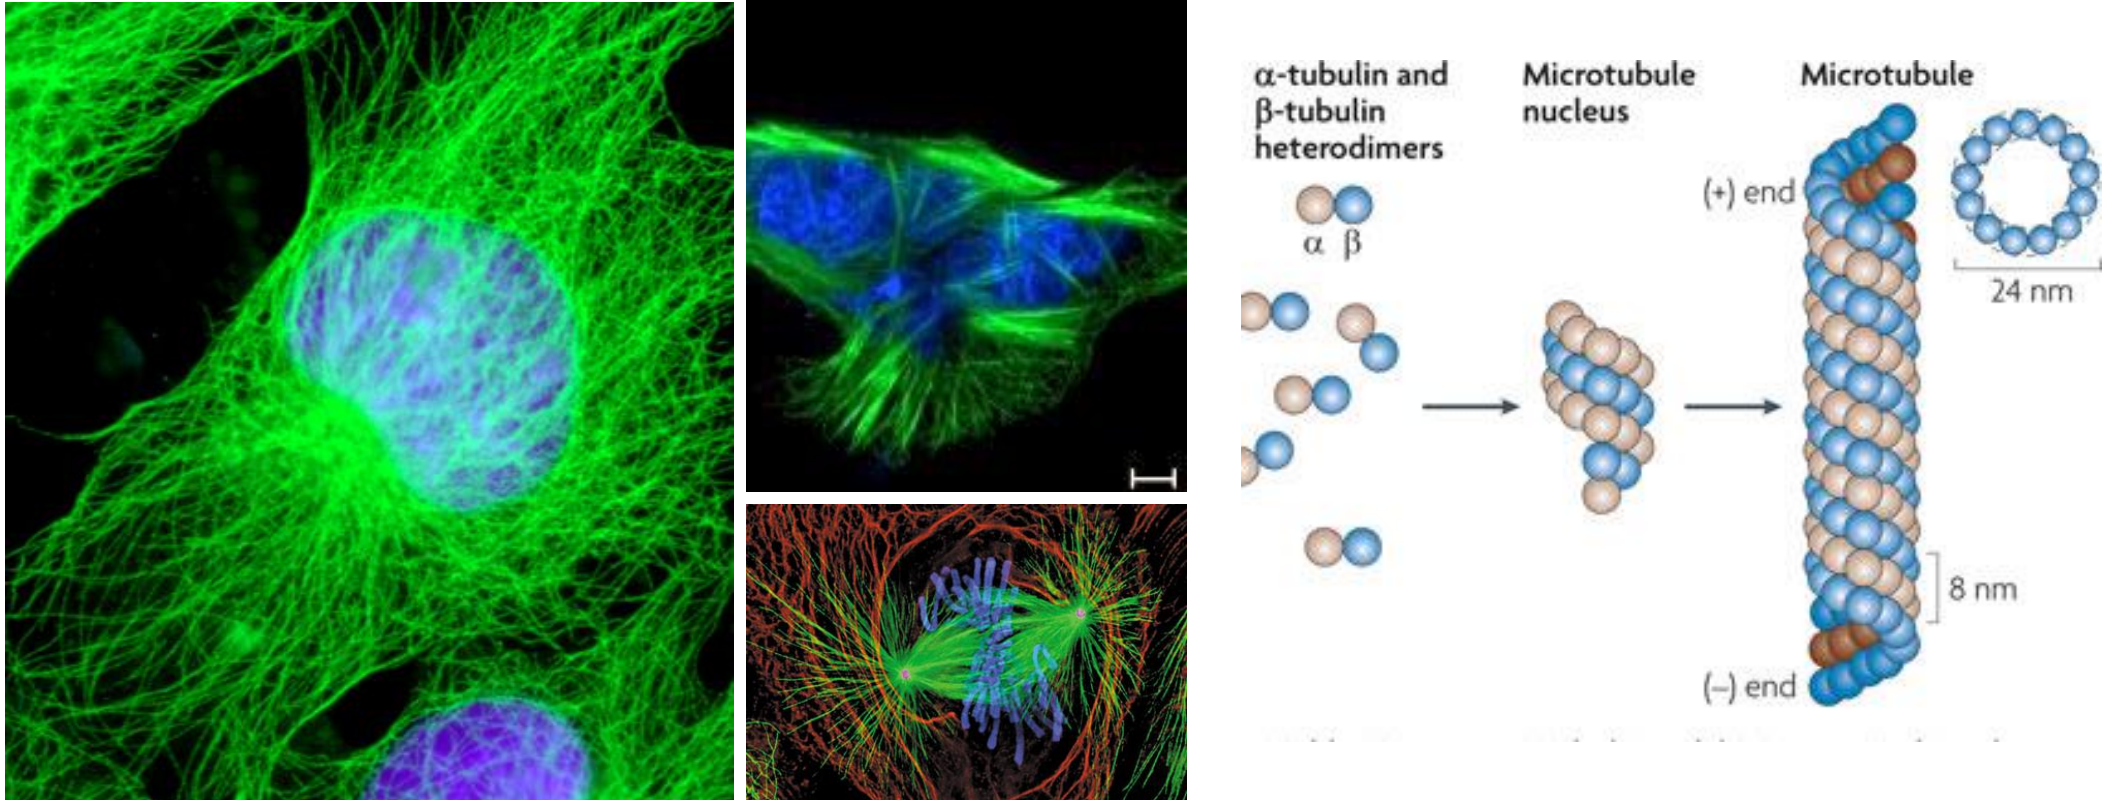 α-tubulin and
β-tubulin
heterodimers
Microtubule
nucleus
Microtubule
(+) end
α β
24 nm
8 nm
(–) end